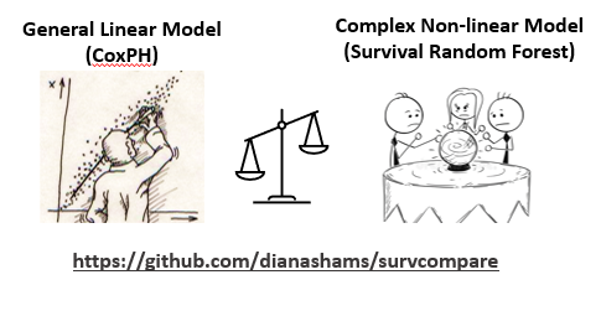 General Linear Model
(CoxPH)
Complex Non-linear Model
(Survival Random Forest)
x
https://github.com/dianashams/survcompare